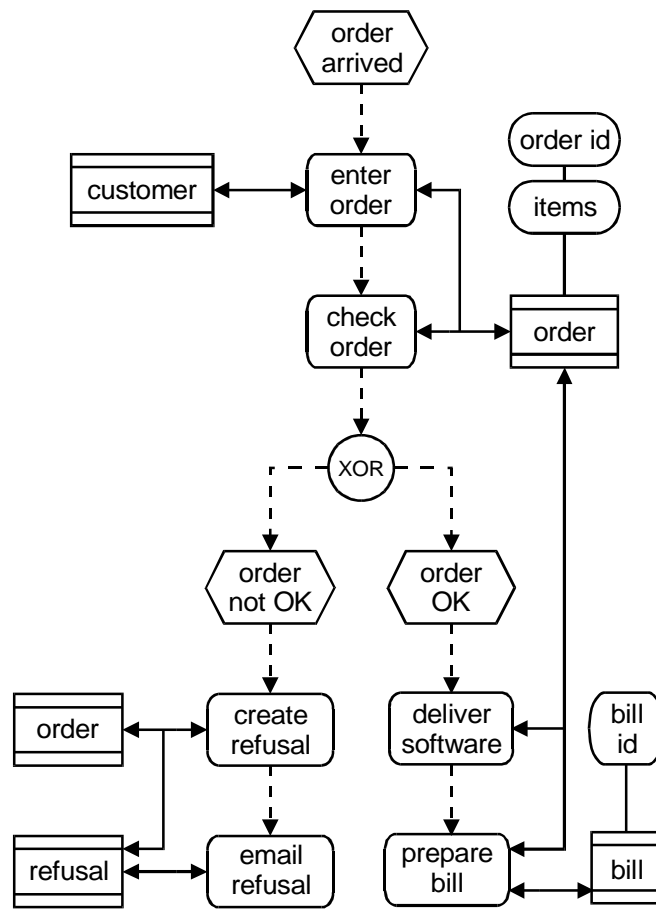 order
arrived
order id
customer
enter
order
items
check
order
order
XOR
order
not OK
order
OK
order
create
refusal
deliver
software
bill
id
refusal
email
refusal
prepare
bill
bill